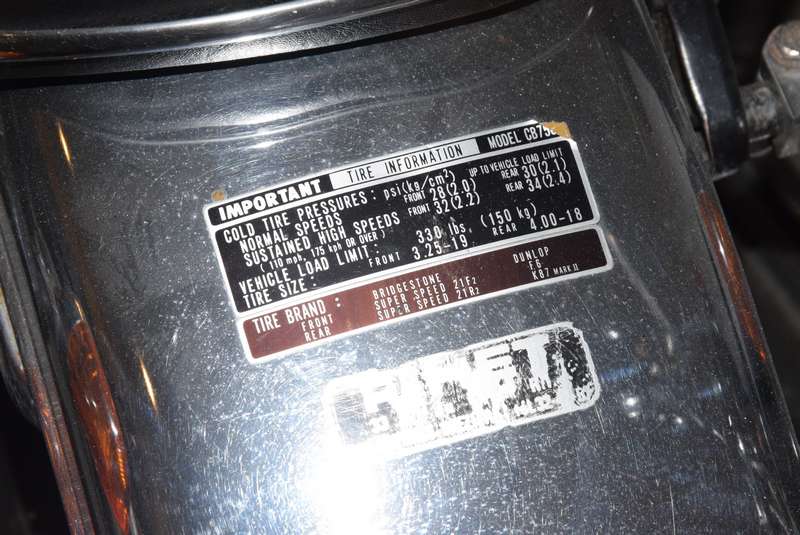 IMPORTANT TIRE INFORMATION MODEL CB750
COLD TIRE PRESSURES: psi(kg/cm²) UP TO VEHICLE LOAD LIMIT
NORMAL SPEEDS FRONT 28(2.0) REAR 30(2.1)
SUSTAINED HIGH SPEEDS FRONT 32(2.2) REAR 34(2.4)
(110 mph, 175 kph OR OVER)
VEHICLE LOAD LIMIT: 330 lbs. (150 kg)
TIRE SIZE: FRONT 3.25-19. REAR 4.00-18
TIRE BRAND: BRIDGESTONE DUNLOP
FRONT SUPER SPEED 21F2 F6
REAR SUPER SPEED 21R2 K87 MARK II